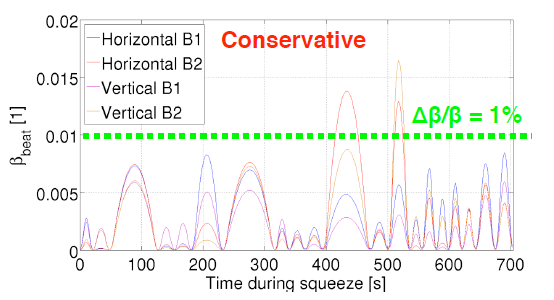 0.02
0.015
0.01
0.005
0
β_beat [1]
Horizontal B1
Horizontal B2
Vertical B1
Vertical B2
Conservative
Δβ/β = 1%
0 100 200 300 400 500 600 700
Time during squeeze [s]